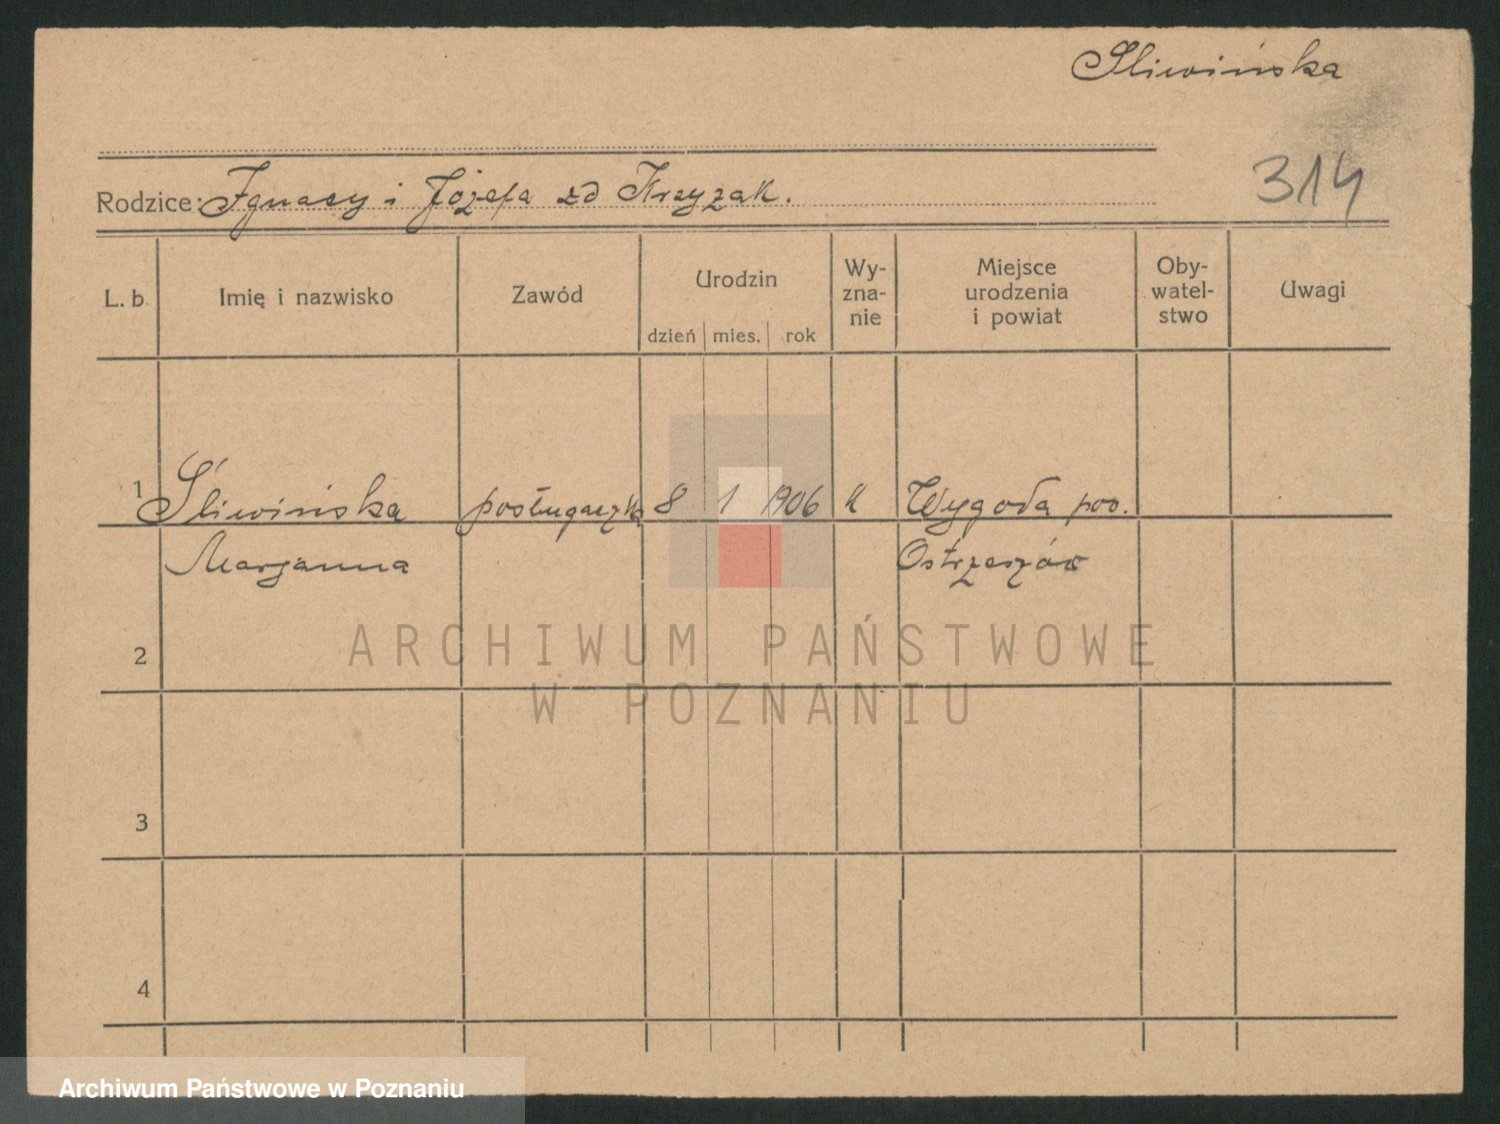 Śliwińska
314
Rodzice: Ignacy i Józefa zd Krzyżak.
L. b. Imię i nazwisko Zawód Urodzin dzień mies. rok Wy- zna- nie Miejsce urodzenia i powiat Oby- watel- stwo Uwagi
1 Śliwińska posługaczka 8 1 1906 k Wygoda pow.
Marjanna Ostrzeszów
2
ARCHIWUM PAŃSTWOWE
W POZNANIU
3
4
Archiwum Państwowe w Poznaniu